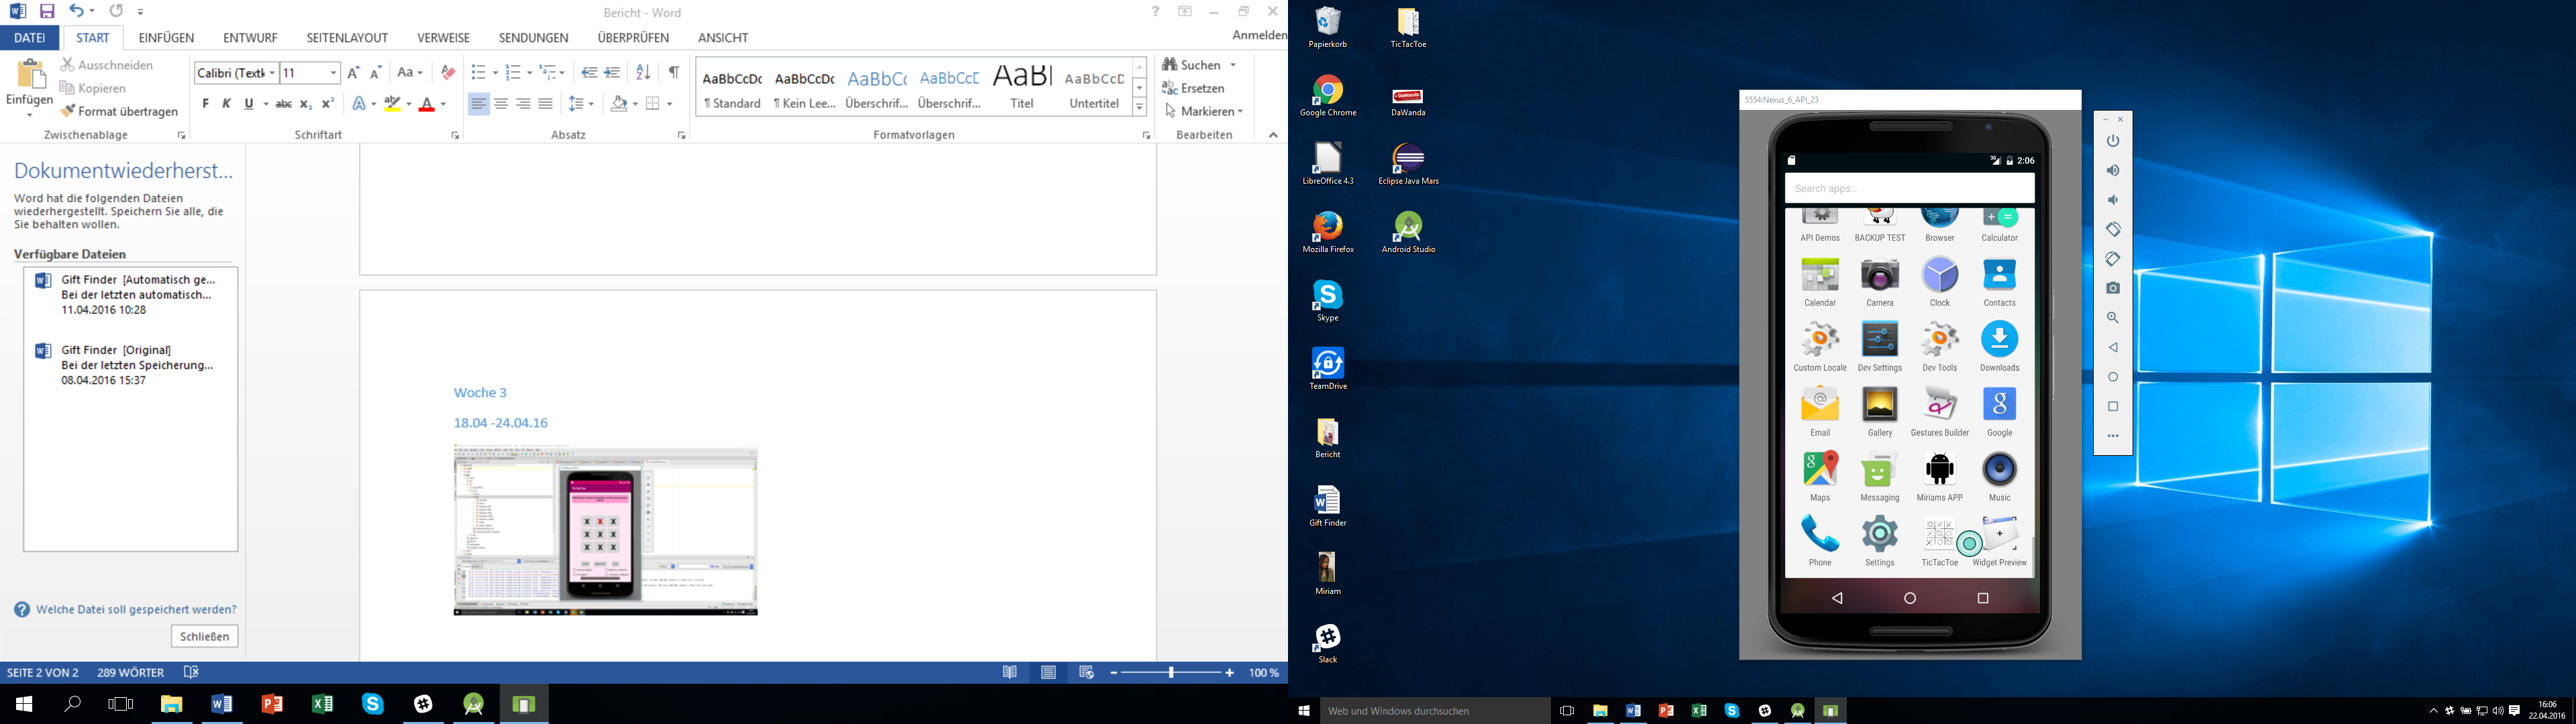 Bericht - Word
DATEI START EINFÜGEN ENTWURF SEITENLAYOUT VERWEISE SENDUNGEN ÜBERPRÜFEN ANSICHT Anmelden
Einfügen
Ausschneiden
Kopieren
Format übertragen
Zwischenablage
Calibri (Textk 11
F K U abc x₂ x²
Schriftart
Absatz
AaBbCcDc AaBbCcDc AaBbCc AaBbCcD AaBl AaBbCcD
¶ Standard ¶ Kein Lee... Überschrif... Überschrif... Titel Untertitel
Formatvorlagen
Suchen
Ersetzen
Markieren
Bearbeiten
Dokumentwiederherst...
Word hat die folgenden Dateien
wiederhergestellt. Speichern Sie alle, die
Sie behalten wollen.
Verfügbare Dateien
Gift Finder [Automatisch ge...
Bei der letzten automatisch...
11.04.2016 10:28
Gift Finder [Original]
Bei der letzten Speicherung...
08.04.2016 15:37
Welche Datei soll gespeichert werden?
Schließen
Woche 3
18.04 -24.04.16
SEITE 2 VON 2 289 WÖRTER 100 %
Papierkorb TicTacToe
Google Chrome DaWanda
LibreOffice 4.3 Eclipse Java Mars
Mozilla Firefox Android Studio
Skype
TeamDrive
Bericht
Gift Finder
Miriam
Slack
5554:Nexus_6_API_23
2:06
Search apps...
API Demos BACKUP TEST Browser Calculator
Calendar Camera Clock Contacts
Custom Locale Dev Settings Dev Tools Downloads
Email Gallery Gestures Builder Google
Maps Messaging Miriams APP Music
Phone Settings TicTacToe Widget Preview
Web und Windows durchsuchen
16:06
22.04.2016